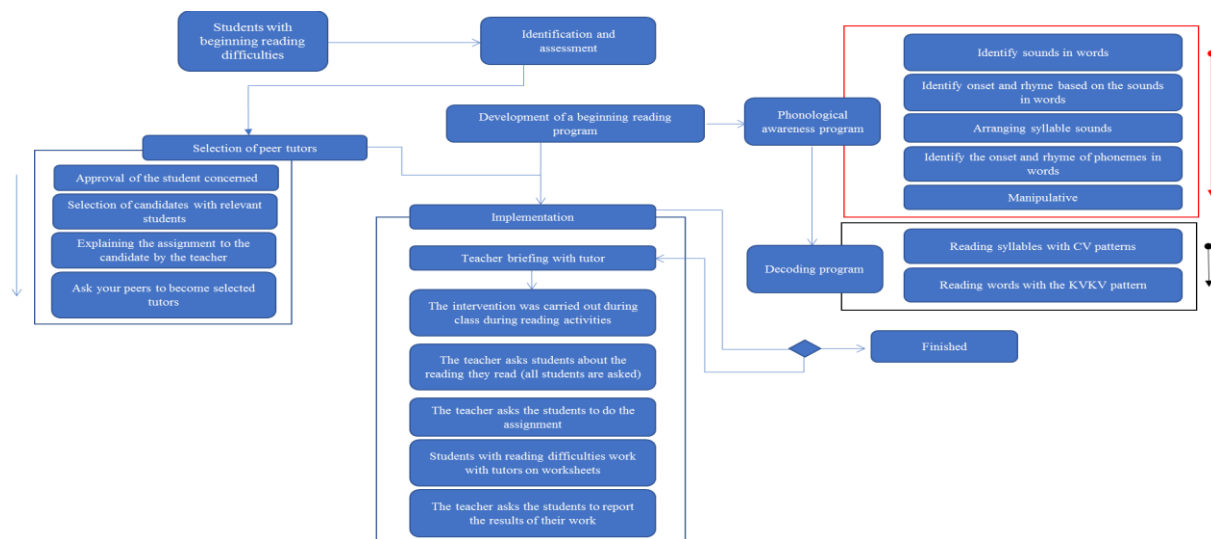 Students with
beginning reading
difficulties
Identification and
assessment
Selection of peer tutors
Approval of the student concerned
Selection of candidates with relevant
students
Explaining the assignment to the
candidate by the teacher
Ask your peers to become selected
tutors
Development of a beginning reading
program
Phonological
awareness program
Identify sounds in words
Identify onset and rhyme based on the sounds
in words
Arranging syllable sounds
Identify the onset and rhyme of phonemes in
words
Manipulative
Decoding program
Reading syllables with CV patterns
Reading words with the KVKV pattern
Implementation
Teacher briefing with tutor
The intervention was carried out during
class during reading activities
The teacher asks students about the
reading they read (all students are asked)
The teacher asks the students to do the
assignment
Students with reading difficulties work
with tutors on worksheets
The teacher asks the students to report
the results of their work
Finished